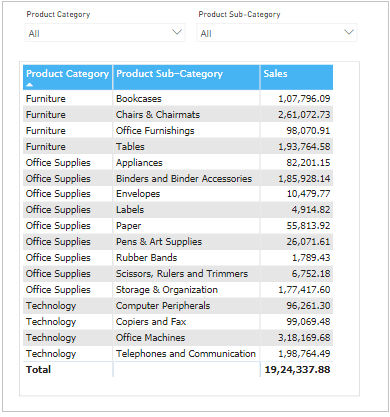 Product Category Product Sub-Category
All All
Product Category Product Sub-Category Sales
Furniture Bookcases 1,07,796.09
Furniture Chairs & Chairmats 2,61,072.73
Furniture Office Furnishings 98,070.91
Furniture Tables 1,93,764.58
Office Supplies Appliances 82,201.15
Office Supplies Binders and Binder Accessories 1,85,928.14
Office Supplies Envelopes 10,479.77
Office Supplies Labels 4,914.82
Office Supplies Paper 55,813.92
Office Supplies Pens & Art Supplies 26,071.61
Office Supplies Rubber Bands 1,789.43
Office Supplies Scissors, Rulers and Trimmers 6,752.18
Office Supplies Storage & Organization 1,77,417.60
Technology Computer Peripherals 96,261.30
Technology Copiers and Fax 99,069.48
Technology Office Machines 3,18,169.68
Technology Telephones and Communication 1,98,764.49
Total 19,24,337.88